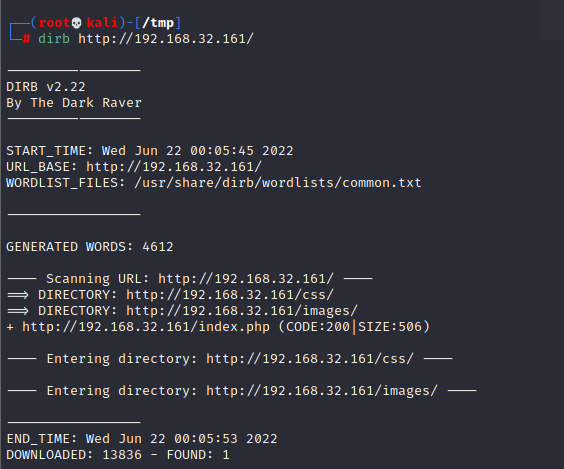 ┌──(root💀kali)-[/tmp]
└─# dirb http://192.168.32.161/
-----------------
DIRB v2.22
By The Dark Raver
-----------------
START_TIME: Wed Jun 22 00:05:45 2022
URL_BASE: http://192.168.32.161/
WORDLIST_FILES: /usr/share/dirb/wordlists/common.txt
-----------------
GENERATED WORDS: 4612
---- Scanning URL: http://192.168.32.161/ ----
==> DIRECTORY: http://192.168.32.161/css/
==> DIRECTORY: http://192.168.32.161/images/
+ http://192.168.32.161/index.php (CODE:200|SIZE:506)
---- Entering directory: http://192.168.32.161/css/ ----
---- Entering directory: http://192.168.32.161/images/ ----
-----------------
END_TIME: Wed Jun 22 00:05:53 2022
DOWNLOADED: 13836 - FOUND: 1